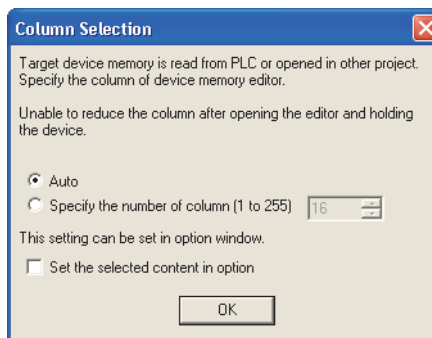 Column Selection
Target device memory is read from PLC or opened in other project.
Specify the column of device memory editor.
Unable to reduce the column after opening the editor and holding
the device.
Auto
Specify the number of column (1 to 255) 16
This setting can be set in option window.
Set the selected content in option
OK